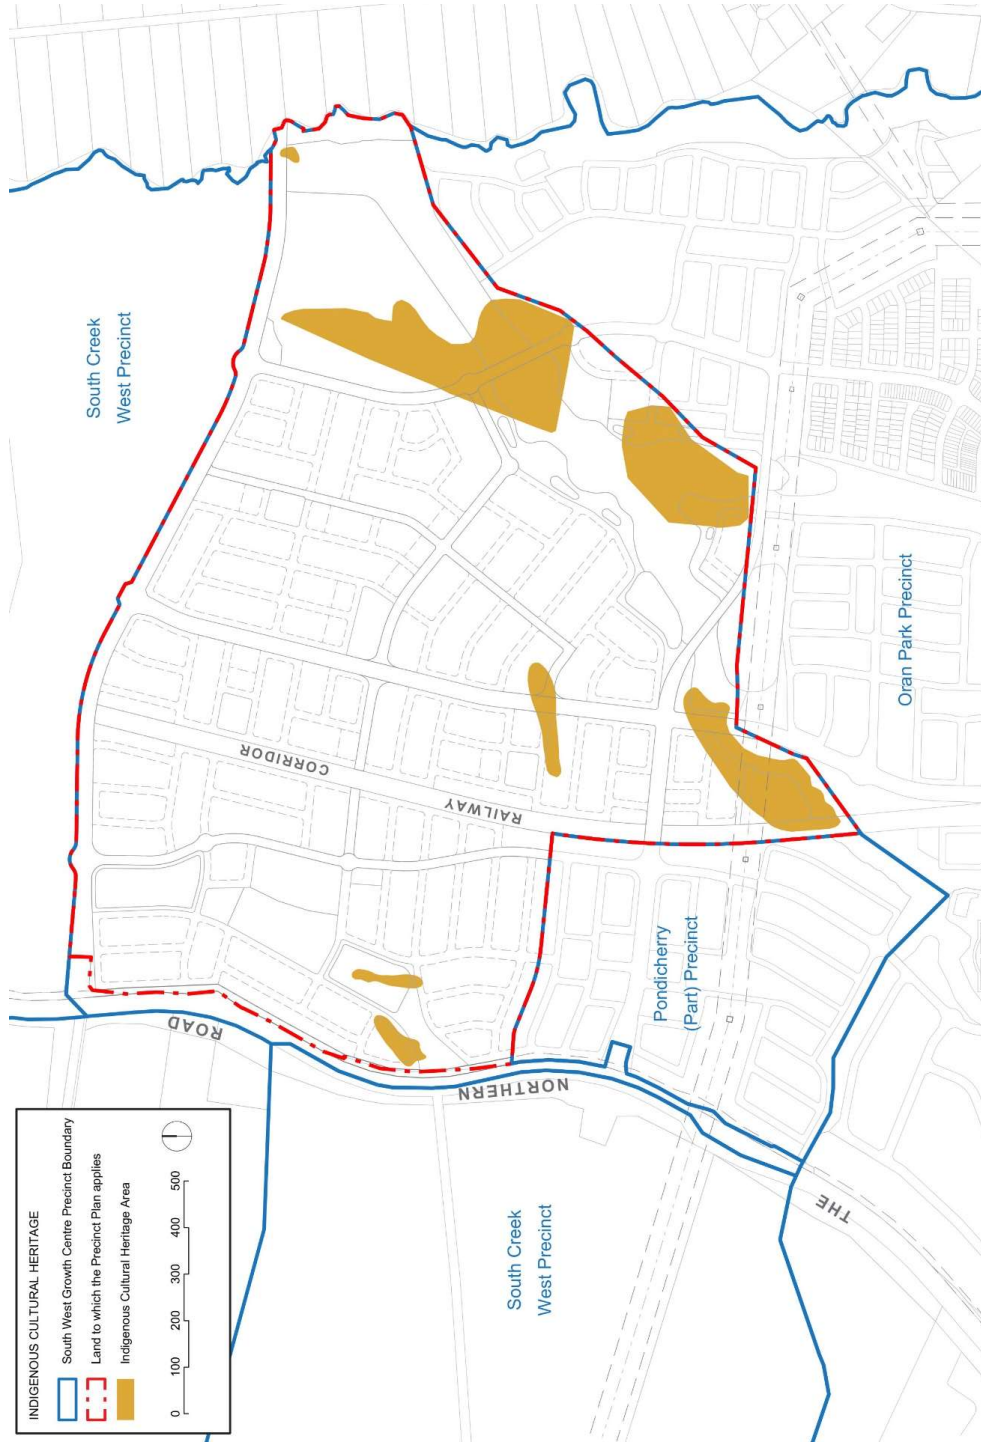 INDIGENOUS CULTURAL HERITAGE
South West Growth Centre Precinct Boundary
Land to which the Precinct Plan applies
Indigenous Cultural Heritage Area
0 100 200 300 400 500
South Creek
West Precinct
South Creek
West Precinct
Pondicherry
(Part) Precinct
Oran Park Precinct
RAILWAY CORRIDOR
THE NORTHERN ROAD